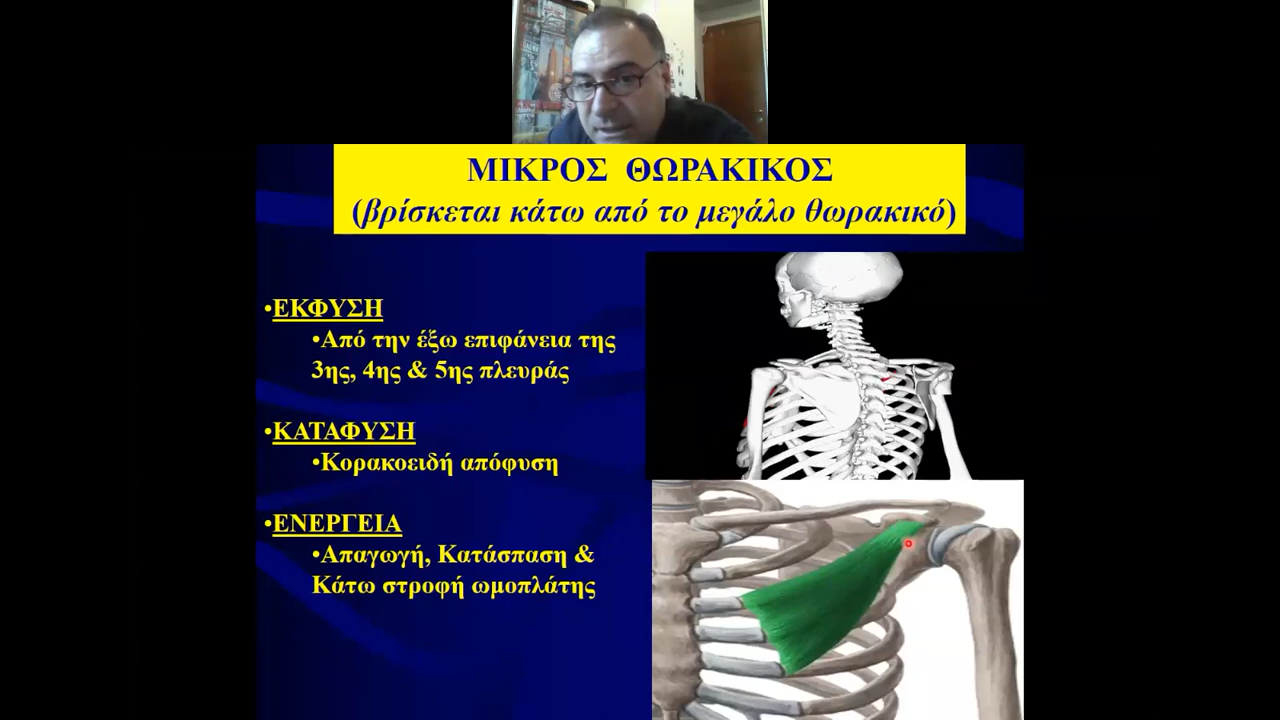 ΜΙΚΡΟΣ ΘΩΡΑΚΙΚΟΣ
(βρίσκεται κάτω από το μεγάλο θωρακικό)
•ΕΚΦΥΣΗ
•Από την έξω επιφάνεια της
3ης, 4ης & 5ης πλευράς
•ΚΑΤΑΦΥΣΗ
•Κορακοειδή απόφυση
•ΕΝΕΡΓΕΙΑ
•Απαγωγή, Κατάσπαση &
Κάτω στροφή ωμοπλάτης